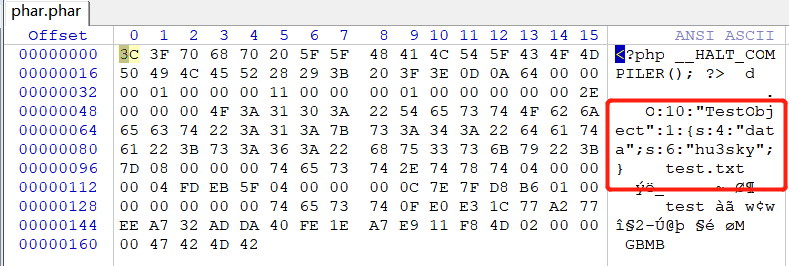 phar.phar
Offset 0 1 2 3 4 5 6 7 8 9 10 11 12 13 14 15 ANSI ASCII
00000000 3C 3F 70 68 70 20 5F 5F 48 41 4C 54 5F 43 4F 4D <?php __HALT_COM
00000016 50 49 4C 45 52 28 29 3B 20 3F 3E 0D 0A 64 00 00 PILER(); ?> d
00000032 00 01 00 00 00 11 00 00 00 01 00 00 00 00 00 2E .
00000048 00 00 00 4F 3A 31 30 3A 22 54 65 73 74 4F 62 6A O:10:"TestObj
00000064 65 63 74 22 3A 31 3A 7B 73 3A 34 3A 22 64 61 74 ect":1:{s:4:"dat
00000080 61 22 3B 73 3A 36 3A 22 68 75 33 73 6B 79 22 3B a";s:6:"hu3sky";
00000096 7D 08 00 00 00 74 65 73 74 2E 74 78 74 04 00 00 } test.txt
00000112 00 04 FD EB 5F 04 00 00 00 0C 7E 7F D8 B6 01 00 ýë_ ~ Ø¶
00000128 00 00 00 00 00 74 65 73 74 0F E0 E3 1C 77 A2 77 test àã w¢w
00000144 EE A7 32 AD DA 40 FE 1E A7 E9 11 F8 4D 02 00 00 î§2-Ú@þ §é øM
00000160 00 47 42 4D 42 GBMB